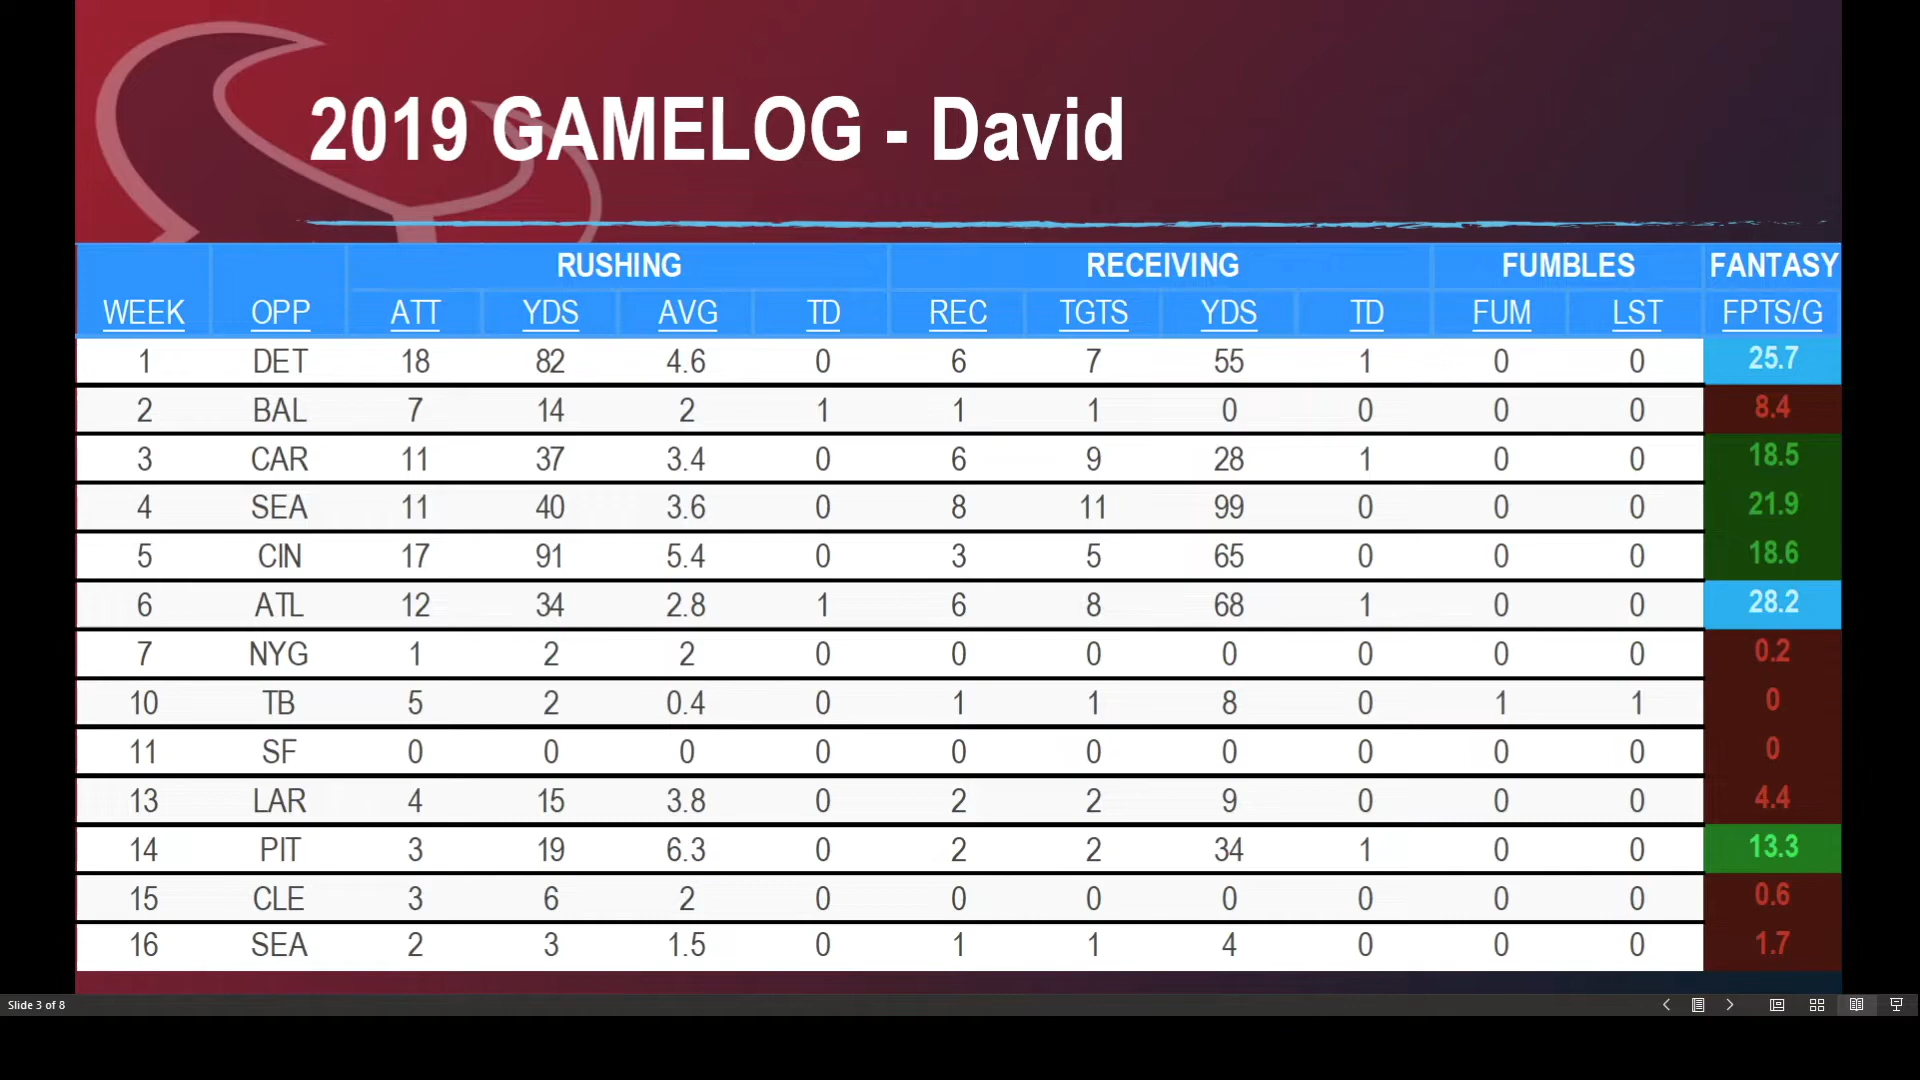 2019 GAMELOG - David
RUSHING RECEIVING FUMBLES FANTASY
WEEK OPP ATT YDS AVG TD REC TGTS YDS TD FUM LST FPTS/G
1 DET 18 82 4.6 0 6 7 55 1 0 0 25.7
2 BAL 7 14 2 1 1 1 0 0 0 0 8.4
3 CAR 11 37 3.4 0 6 9 28 1 0 0 18.5
4 SEA 11 40 3.6 0 8 11 99 0 0 0 21.9
5 CIN 17 91 5.4 0 3 5 65 0 0 0 18.6
6 ATL 12 34 2.8 1 6 8 68 1 0 0 28.2
7 NYG 1 2 2 0 0 0 0 0 0 0 0.2
10 TB 5 2 0.4 0 1 1 8 0 1 1 0
11 SF 0 0 0 0 0 0 0 0 0 0 0
13 LAR 4 15 3.8 0 2 2 9 0 0 0 4.4
14 PIT 3 19 6.3 0 2 2 34 1 0 0 13.3
15 CLE 3 6 2 0 0 0 0 0 0 0 0.6
16 SEA 2 3 1.5 0 1 1 4 0 0 0 1.7
Slide 3 of 8